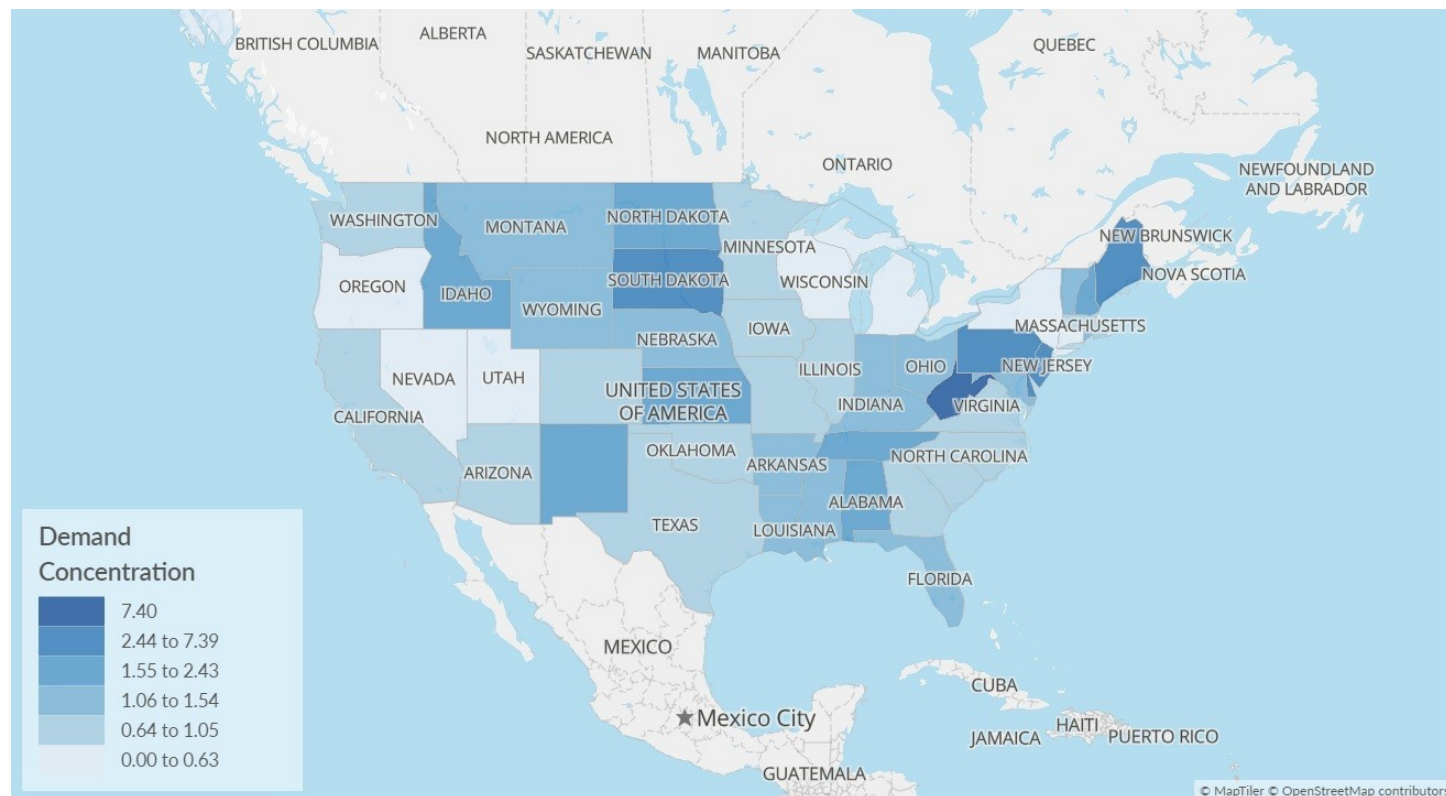 BRITISH COLUMBIA
ALBERTA
SASKATCHEWAN
MANITOBA
QUEBEC
NORTH AMERICA
ONTARIO
NEWFOUNDLAND
AND LABRADOR
WASHINGTON
MONTANA
NORTH DAKOTA
MINNESOTA
NEW BRUNSWICK
NOVA SCOTIA
OREGON
IDAHO
SOUTH DAKOTA
WISCONSIN
WYOMING
MASSACHUSETTS
IOWA
NEBRASKA
NEVADA
UTAH
ILLINOIS
OHIO
NEW JERSEY
UNITED STATES
OF AMERICA
INDIANA
VIRGINIA
CALIFORNIA
ARIZONA
OKLAHOMA
ARKANSAS
NORTH CAROLINA
TEXAS
LOUISIANA
ALABAMA
FLORIDA
MEXICO
CUBA
Mexico City
JAMAICA
HAITI
PUERTO RICO
GUATEMALA
Demand
Concentration
7.40
2.44 to 7.39
1.55 to 2.43
1.06 to 1.54
0.64 to 1.05
0.00 to 0.63
© MapTiler © OpenStreetMap contributors